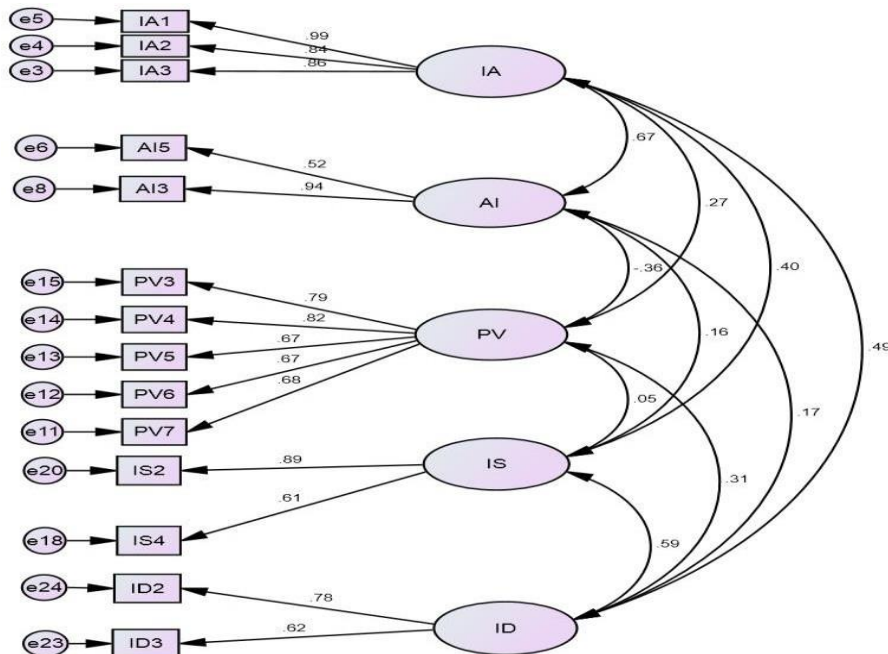 e5 IA1
.99
e4 IA2
.84
e3 IA3
.86
IA
.67
e6 AI5
.52
e8 AI3
.94
AI
.27
-.36
.40
e15 PV3
.79
e14 PV4
.82
PV
.16
e13 PV5
.67
.49
e12 PV6
.67
e11 PV7
.68
.05
.17
e20 IS2
.89
IS
.31
.61
e18 IS4
.59
e24 ID2
.78
ID
e23 ID3
.62